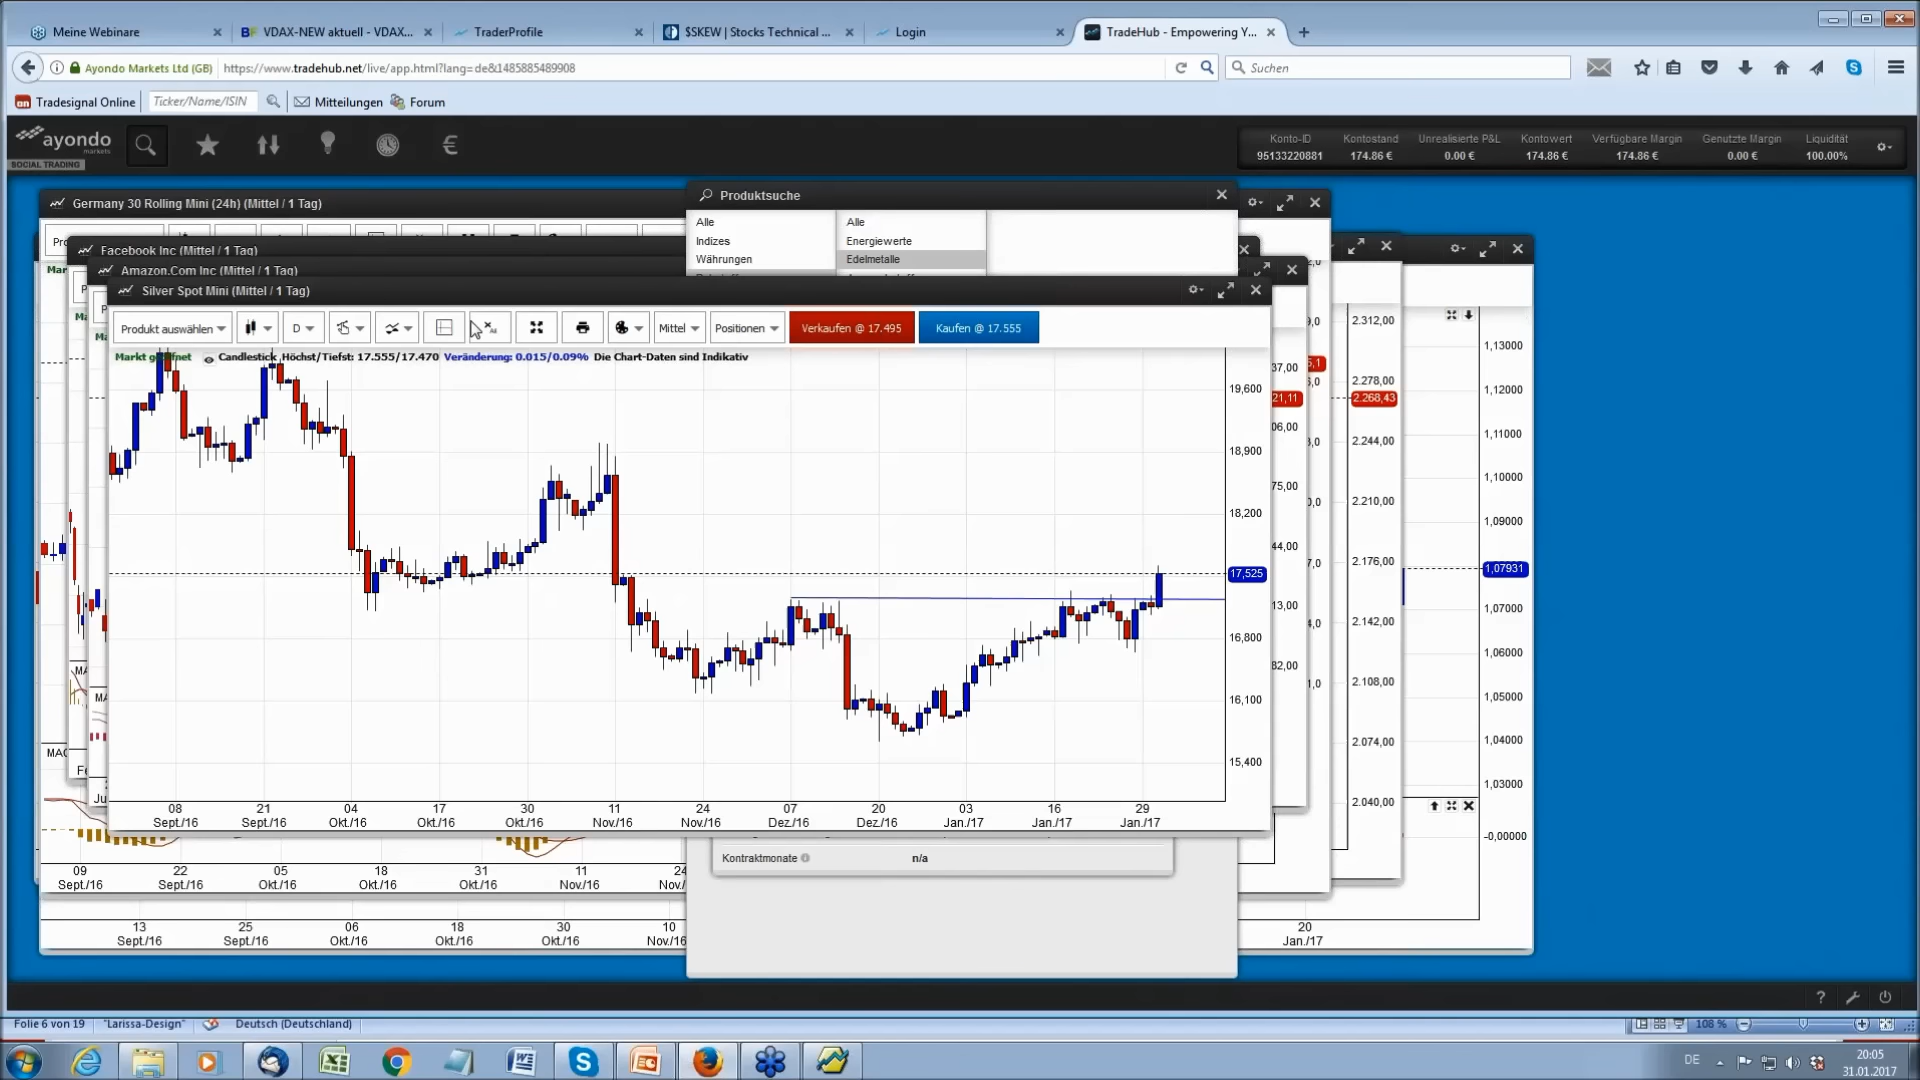 Meine Webinare
VDAX-NEW aktuell - VDAX...
TraderProfile
$SKEW | Stocks Technical ...
Login
TradeHub - Empowering Y...
Ayondo Markets Ltd (GB)
https://www.tradehub.net/live/app.html?lang=de&1485885489908
Suchen
Tradesignal Online
Ticker/Name/ISIN
Mitteilungen
Forum
ayondo
markets
SOCIAL TRADING
Konto-ID Kontostand Unrealisierte P&L Kontowert Verfügbare Margin Genutzte Margin Liquidität
95133220881 174.86 € 0.00 € 174.86 € 174.86 € 0.00 € 100.00%
Germany 30 Rolling Mini (24h) (Mittel / 1 Tag)
Produktsuche
Alle Alle
Indizes Energiewerte
Währungen Edelmetalle
Facebook Inc (Mittel / 1 Tag)
Amazon.Com Inc (Mittel / 1 Tag)
Silver Spot Mini (Mittel / 1 Tag)
Produkt auswählen D Mittel Positionen Verkaufen @ 17.495 Kaufen @ 17.555
Markt geöffnet Candlestick Höchst/Tiefst: 17.555/17.470 Veränderung: 0.015/0.09% Die Chart-Daten sind Indikativ
19,600
18,900
18,200
17,525
16,800
16,100
15,400
08 21 04 17 30 11 24 07 20 03 16 29
Sept./16 Sept./16 Okt./16 Okt./16 Okt./16 Nov./16 Nov./16 Dez./16 Dez./16 Jan./17 Jan./17 Jan./17
2.312,00
2.278,00
2.268,43
2.244,00
2.210,00
2.176,00
2.142,00
2.108,00
2.074,00
2.040,00
1,13000
1,12000
1,11000
1,10000
1,09000
1,07931
1,07000
1,06000
1,05000
1,04000
1,03000
-0,00000
Kontraktmonate n/a
09 22 05 18 31 11 24
Sept./16 Sept./16 Okt./16 Okt./16 Okt./16 Nov./16 Nov./
13 25 06 18 30 10 20
Sept./16 Sept./16 Okt./16 Okt./16 Okt./16 Nov./16 Jan./17
Folie 6 von 19 "Larissa-Design" Deutsch (Deutschland)
108 %
DE
20:05
31.01.2017